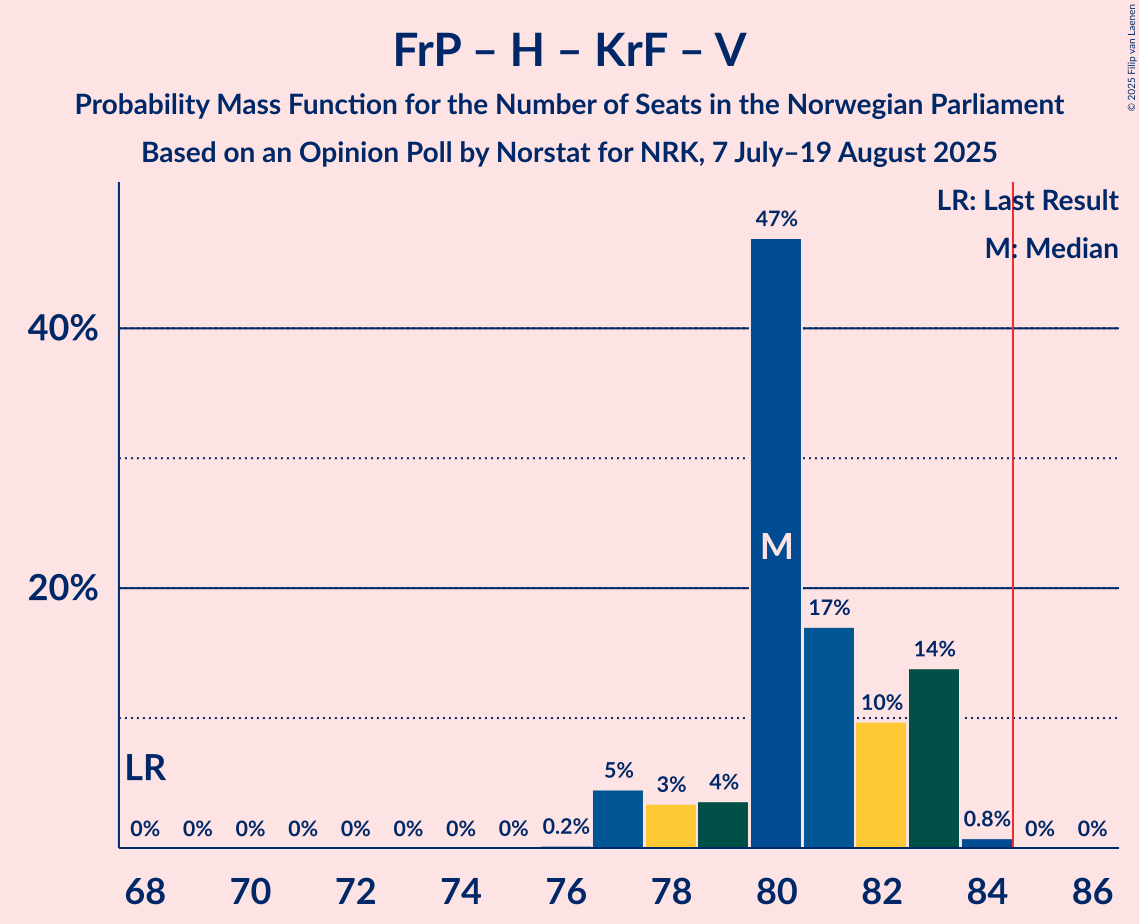 FrP – H – KrF – V
Probability Mass Function for the Number of Seats in the Norwegian Parliament
Based on an Opinion Poll by Norstat for NRK, 7 July–19 August 2025
© 2025 Filip van Laenen
LR: Last Result
M: Median
47%
40%
M
20%
17%
14%
10%
LR
5%
3%
4%
0%
0%
0%
0%
0%
0%
0%
0%
0.2%
0.8%
0%
0%
68 70 72 74 76 78 80 82 84 86